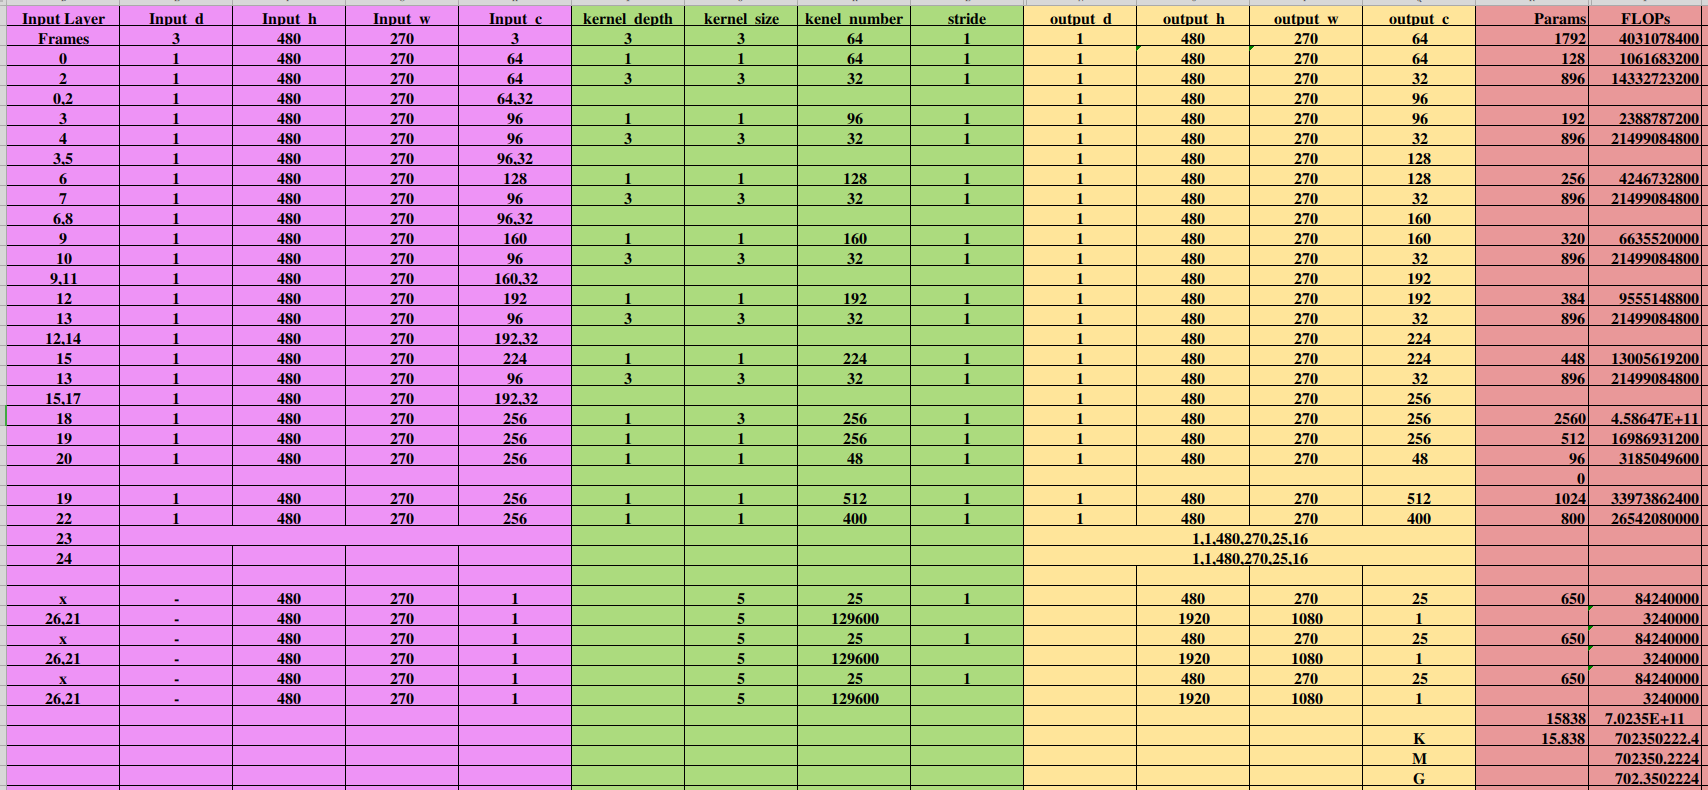 Input Layer Input_d Input_h Input_w Input_c kernel_depth kernel_size kenel_number stride output_d output_h output_w output_c Params FLOPs
Frames 3 480 270 3 3 3 64 1 1 480 270 64 1792 4031078400
0 1 480 270 64 1 1 64 1 1 480 270 64 128 1061683200
2 1 480 270 64 3 3 32 1 1 480 270 32 896 14332723200
0,2 1 480 270 64,32 1 480 270 96
3 1 480 270 96 1 1 96 1 1 480 270 96 192 2388787200
4 1 480 270 96 3 3 32 1 1 480 270 32 896 21499084800
3,5 1 480 270 96,32 1 480 270 128
6 1 480 270 128 1 1 128 1 1 480 270 128 256 4246732800
7 1 480 270 96 3 3 32 1 1 480 270 32 896 21499084800
6,8 1 480 270 96,32 1 480 270 160
9 1 480 270 160 1 1 160 1 1 480 270 160 320 6635520000
10 1 480 270 96 3 3 32 1 1 480 270 32 896 21499084800
9,11 1 480 270 160,32 1 480 270 192
12 1 480 270 192 1 1 192 1 1 480 270 192 384 9555148800
13 1 480 270 96 3 3 32 1 1 480 270 32 896 21499084800
12,14 1 480 270 192,32 1 480 270 224
15 1 480 270 224 1 1 224 1 1 480 270 224 448 13005619200
13 1 480 270 96 3 3 32 1 1 480 270 32 896 21499084800
15,17 1 480 270 192,32 1 480 270 256
18 1 480 270 256 1 3 256 1 1 480 270 256 2560 4.58647E+11
19 1 480 270 256 1 1 256 1 1 480 270 256 512 16986931200
20 1 480 270 256 1 1 48 1 1 480 270 48 96 3185049600
0
19 1 480 270 256 1 1 512 1 1 480 270 512 1024 33973862400
22 1 480 270 256 1 1 400 1 1 480 270 400 800 26542080000
23 1,1,480,270,25,16
24 1,1,480,270,25,16
x - 480 270 1 5 25 1 480 270 25 650 84240000
26,21 - 480 270 1 5 129600 1920 1080 1 3240000
x - 480 270 1 5 25 1 480 270 25 650 84240000
26,21 - 480 270 1 5 129600 1920 1080 1 3240000
x - 480 270 1 5 25 1 480 270 25 650 84240000
26,21 - 480 270 1 5 129600 1920 1080 1 3240000
15838 7.0235E+11
K 15.838 702350222.4
M 702350.2224
G 702.3502224